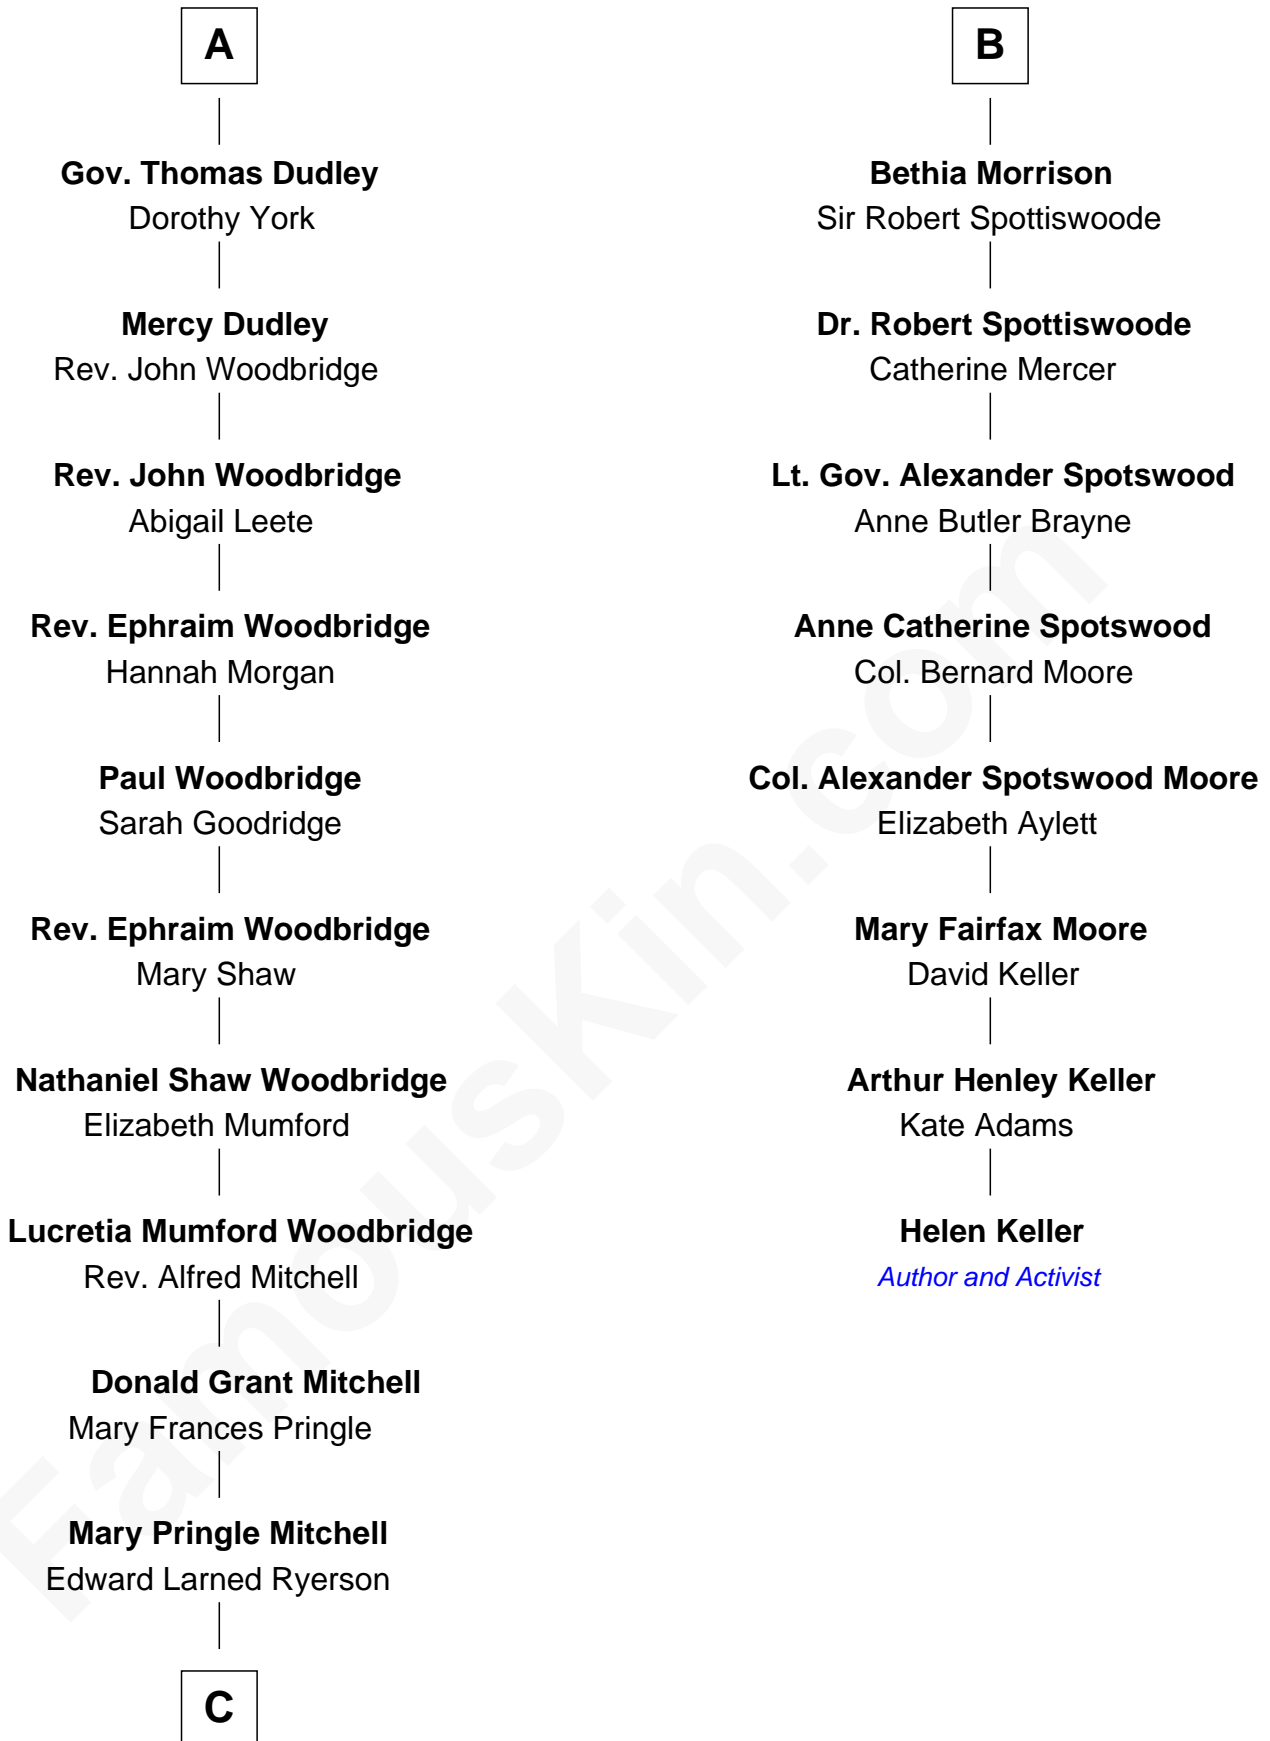 A
Gov. Thomas Dudley
Dorothy York
Mercy Dudley
Rev. John Woodbridge
Rev. John Woodbridge
Abigail Leete
Rev. Ephraim Woodbridge
Hannah Morgan
Paul Woodbridge
Sarah Goodridge
Rev. Ephraim Woodbridge
Mary Shaw
Nathaniel Shaw Woodbridge
Elizabeth Mumford
Lucretia Mumford Woodbridge
Rev. Alfred Mitchell
Donald Grant Mitchell
Mary Frances Pringle
Mary Pringle Mitchell
Edward Larned Ryerson
C
B
Bethia Morrison
Sir Robert Spottiswoode
Dr. Robert Spottiswoode
Catherine Mercer
Lt. Gov. Alexander Spotswood
Anne Butler Brayne
Anne Catherine Spotswood
Col. Bernard Moore
Col. Alexander Spotswood Moore
Elizabeth Aylett
Mary Fairfax Moore
David Keller
Arthur Henley Keller
Kate Adams
Helen Keller
Author and Activist
FamousKin.com